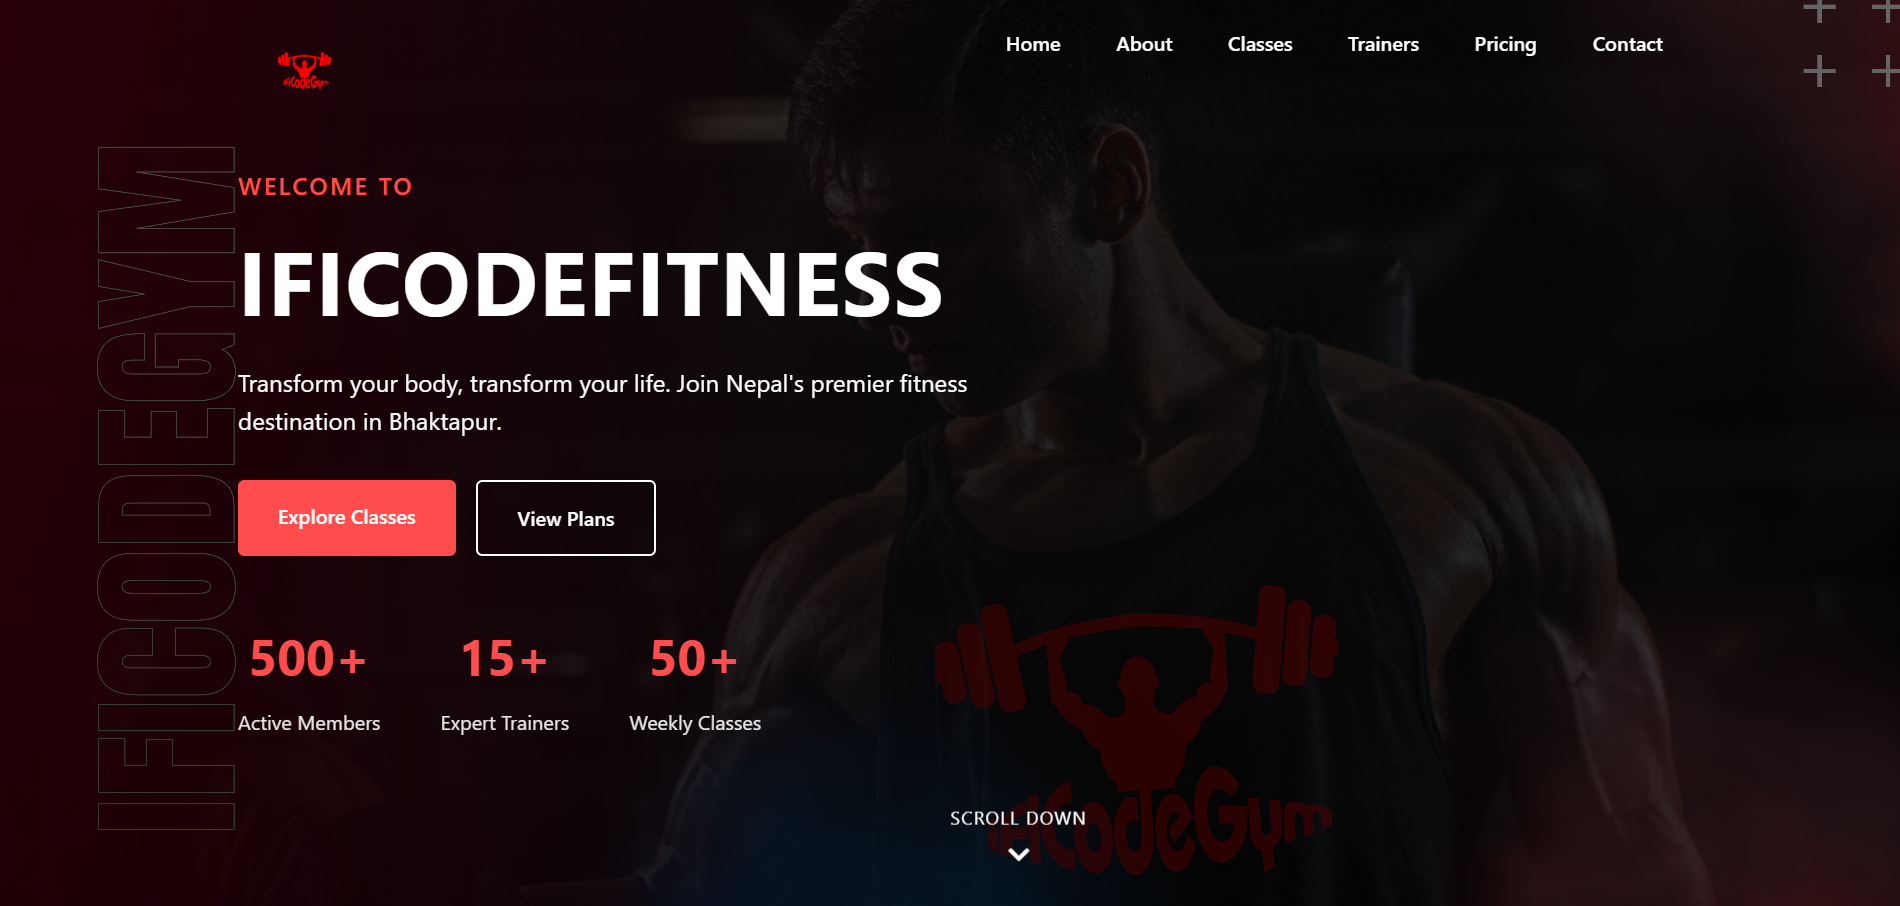 Home About Classes Trainers Pricing Contact
iFiCodeGym
IFICODEGYM
WELCOME TO
IFICODEFITNESS
Transform your body, transform your life. Join Nepal's premier fitness
destination in Bhaktapur.
Explore Classes View Plans
500+ 15+ 50+
Active Members Expert Trainers Weekly Classes
iFiCodeGym
SCROLL DOWN